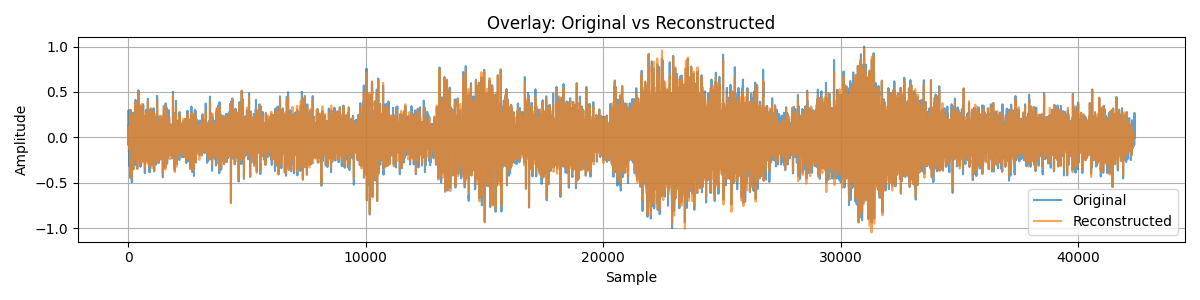 Overlay: Original vs Reconstructed
1.0
0.5
0.0
−0.5
−1.0
Amplitude
Original
Reconstructed
0
10000
20000
30000
40000
Sample